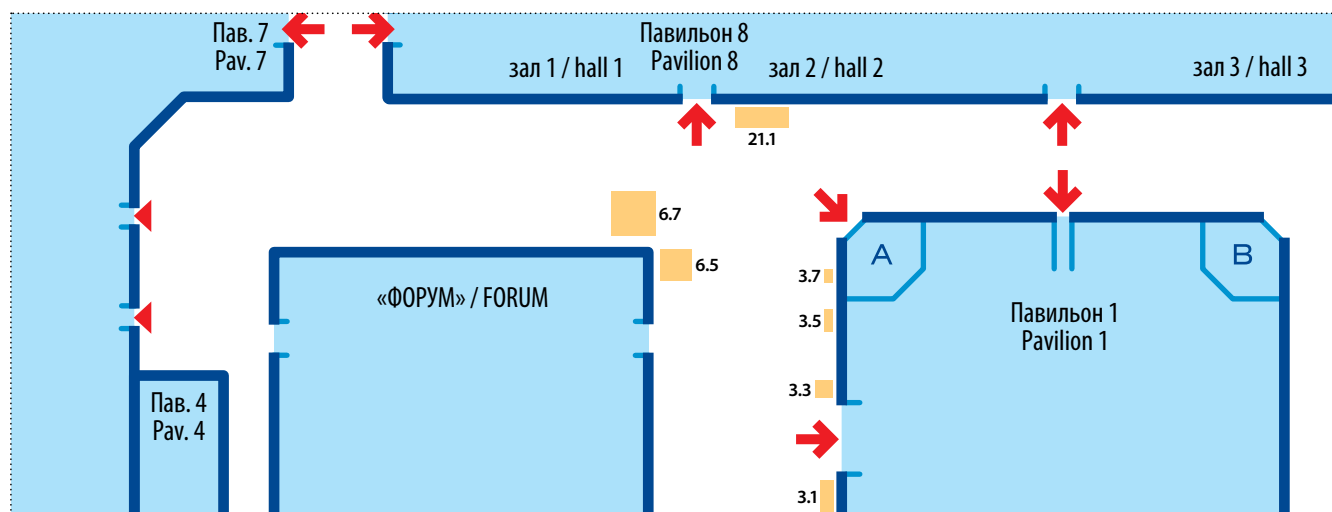 Пав. 7
Pav. 7
Павильон 8
Pavilion 8
зал 1 / hall 1
зал 2 / hall 2
зал 3 / hall 3
21.1
6.7
6.5
«ФОРУМ» / FORUM
A
B
3.7
3.5
Павильон 1
Pavilion 1
3.3
Пав. 4
Pav. 4
3.1